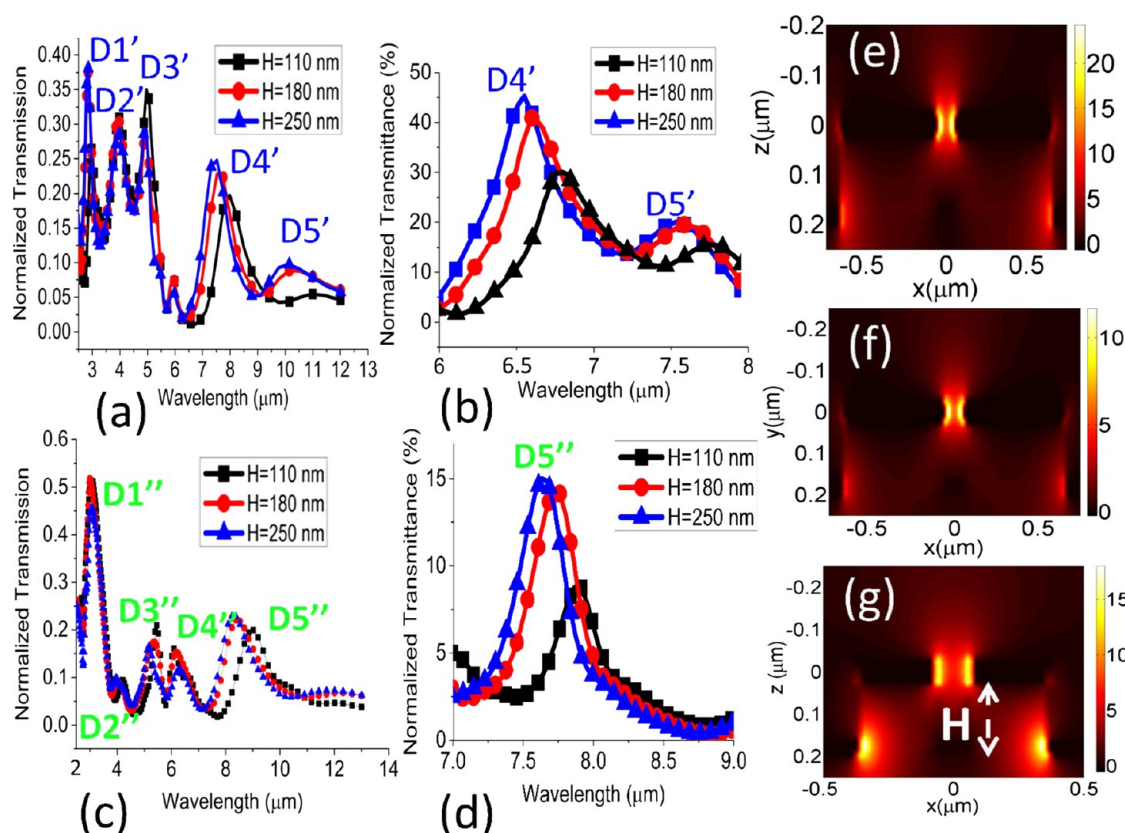 D1’
D2’
D3’
D4’
D5’
H=110 nm
H=180 nm
H=250 nm
0.40
0.35
0.30
0.25
0.20
0.15
0.10
0.05
0.00
Normalized Transmission
3 4 5 6 7 8 9 10 11 12 13
Wavelength (μm)
(a)
D4’
D5’
H=110 nm
H=180 nm
H=250 nm
50
40
30
20
10
0
Normalized Transmittance (%)
6 6.5 7 7.5 8
Wavelength (μm)
(b)
(e)
-0.2
-0.1
0
0.1
0.2
z(μm)
-0.5 0 0.5
x(μm)
20
15
10
5
0
(f)
-0.2
-0.1
0
0.1
0.2
y(μm)
-0.5 0 0.5
x(μm)
10
5
0
D1’’
D2’’
D3’’
D4’’
D5’’
H=110 nm
H=180 nm
H=250 nm
0.6
0.5
0.4
0.3
0.2
0.1
0.0
Normalized Transmission
2 4 6 8 10 12 14
Wavelength (μm)
(c)
D5’’
H=110 nm
H=180 nm
H=250 nm
15
10
5
0
Normalized Transmittance (%)
7.0 7.5 8.0 8.5 9.0
Wavelength (μm)
(d)
(g)
H
-0.2
-0.1
0
0.1
0.2
z(μm)
-0.5 0 0.5
x(μm)
15
10
5
0